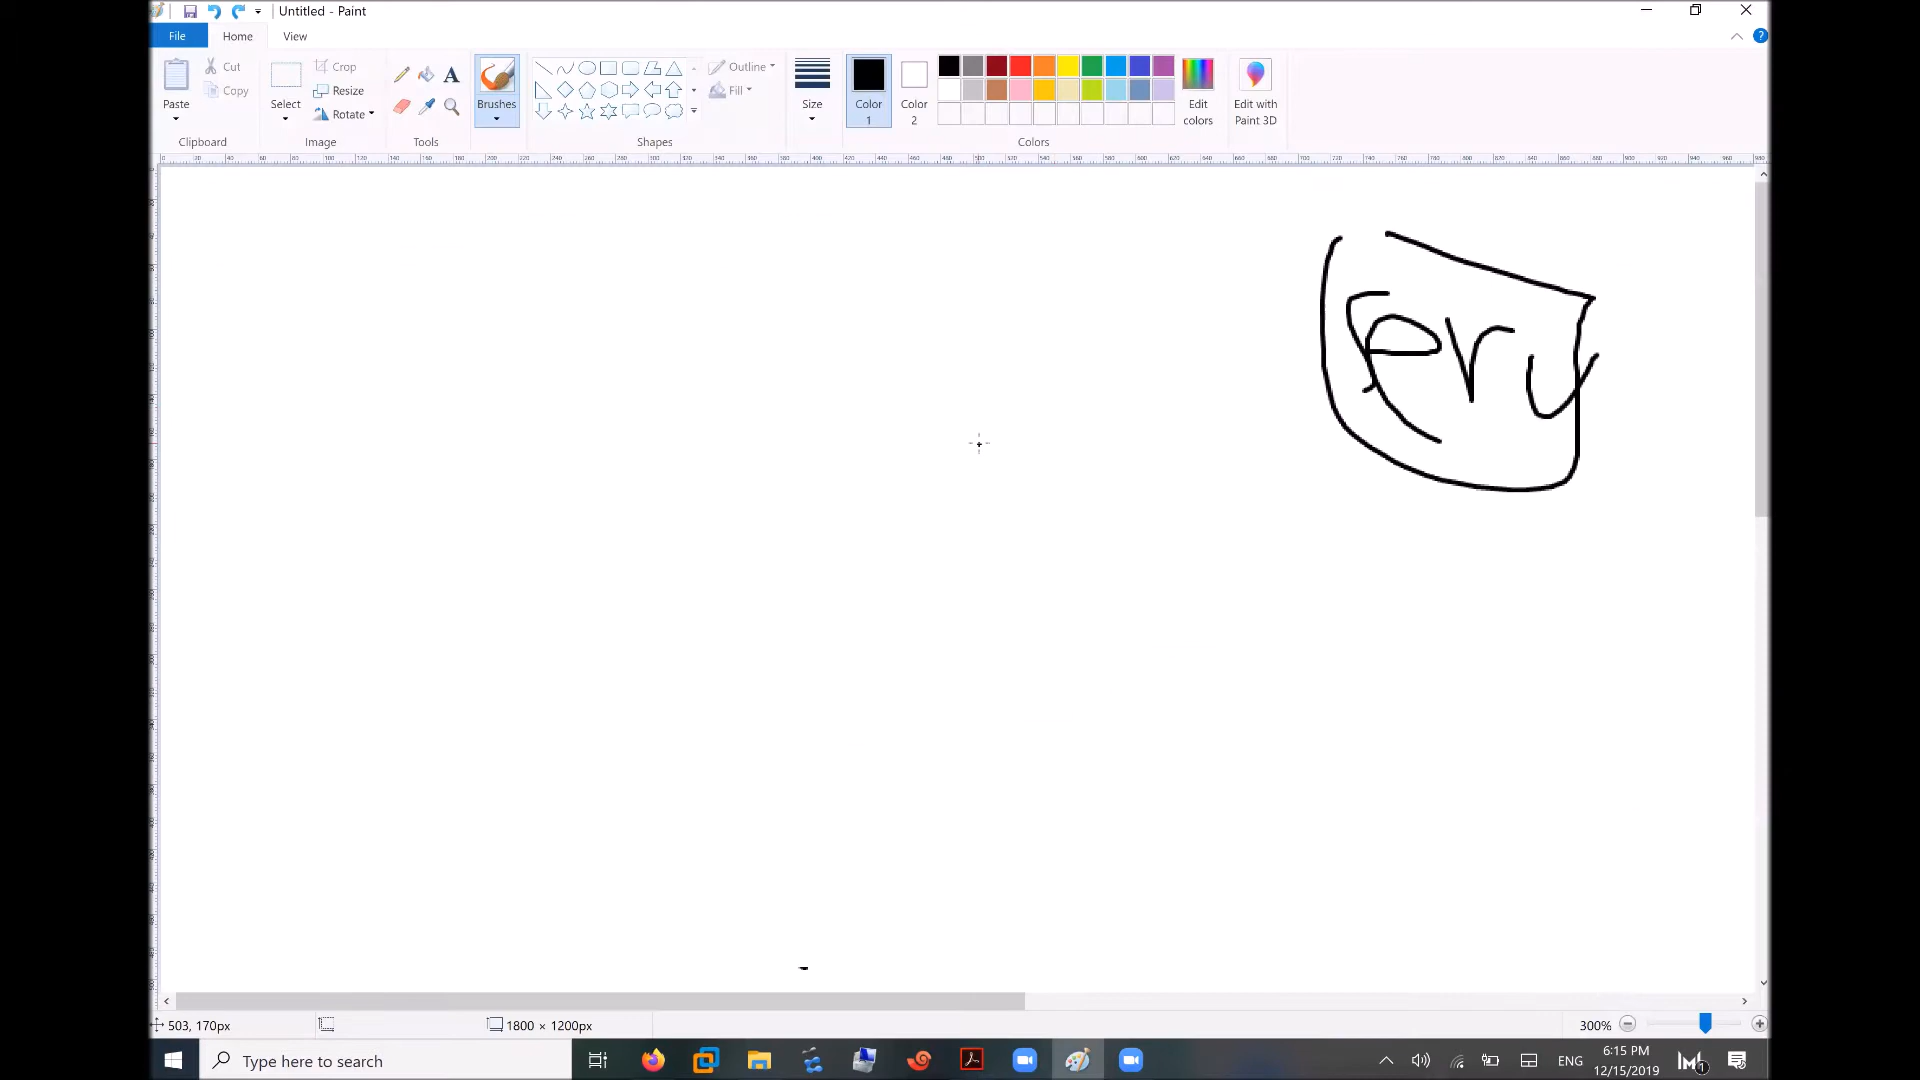 Untitled - Paint
File Home View
Paste
Cut
Copy
Clipboard
Select
Crop
Resize
Rotate
Image
Tools
Brushes
Shapes
Outline
Fill
Size
Color 1
Color 2
Edit colors
Colors
Edit with Paint 3D
503, 170px
1800 × 1200px
300%
Type here to search
ENG
6:15 PM
12/15/2019